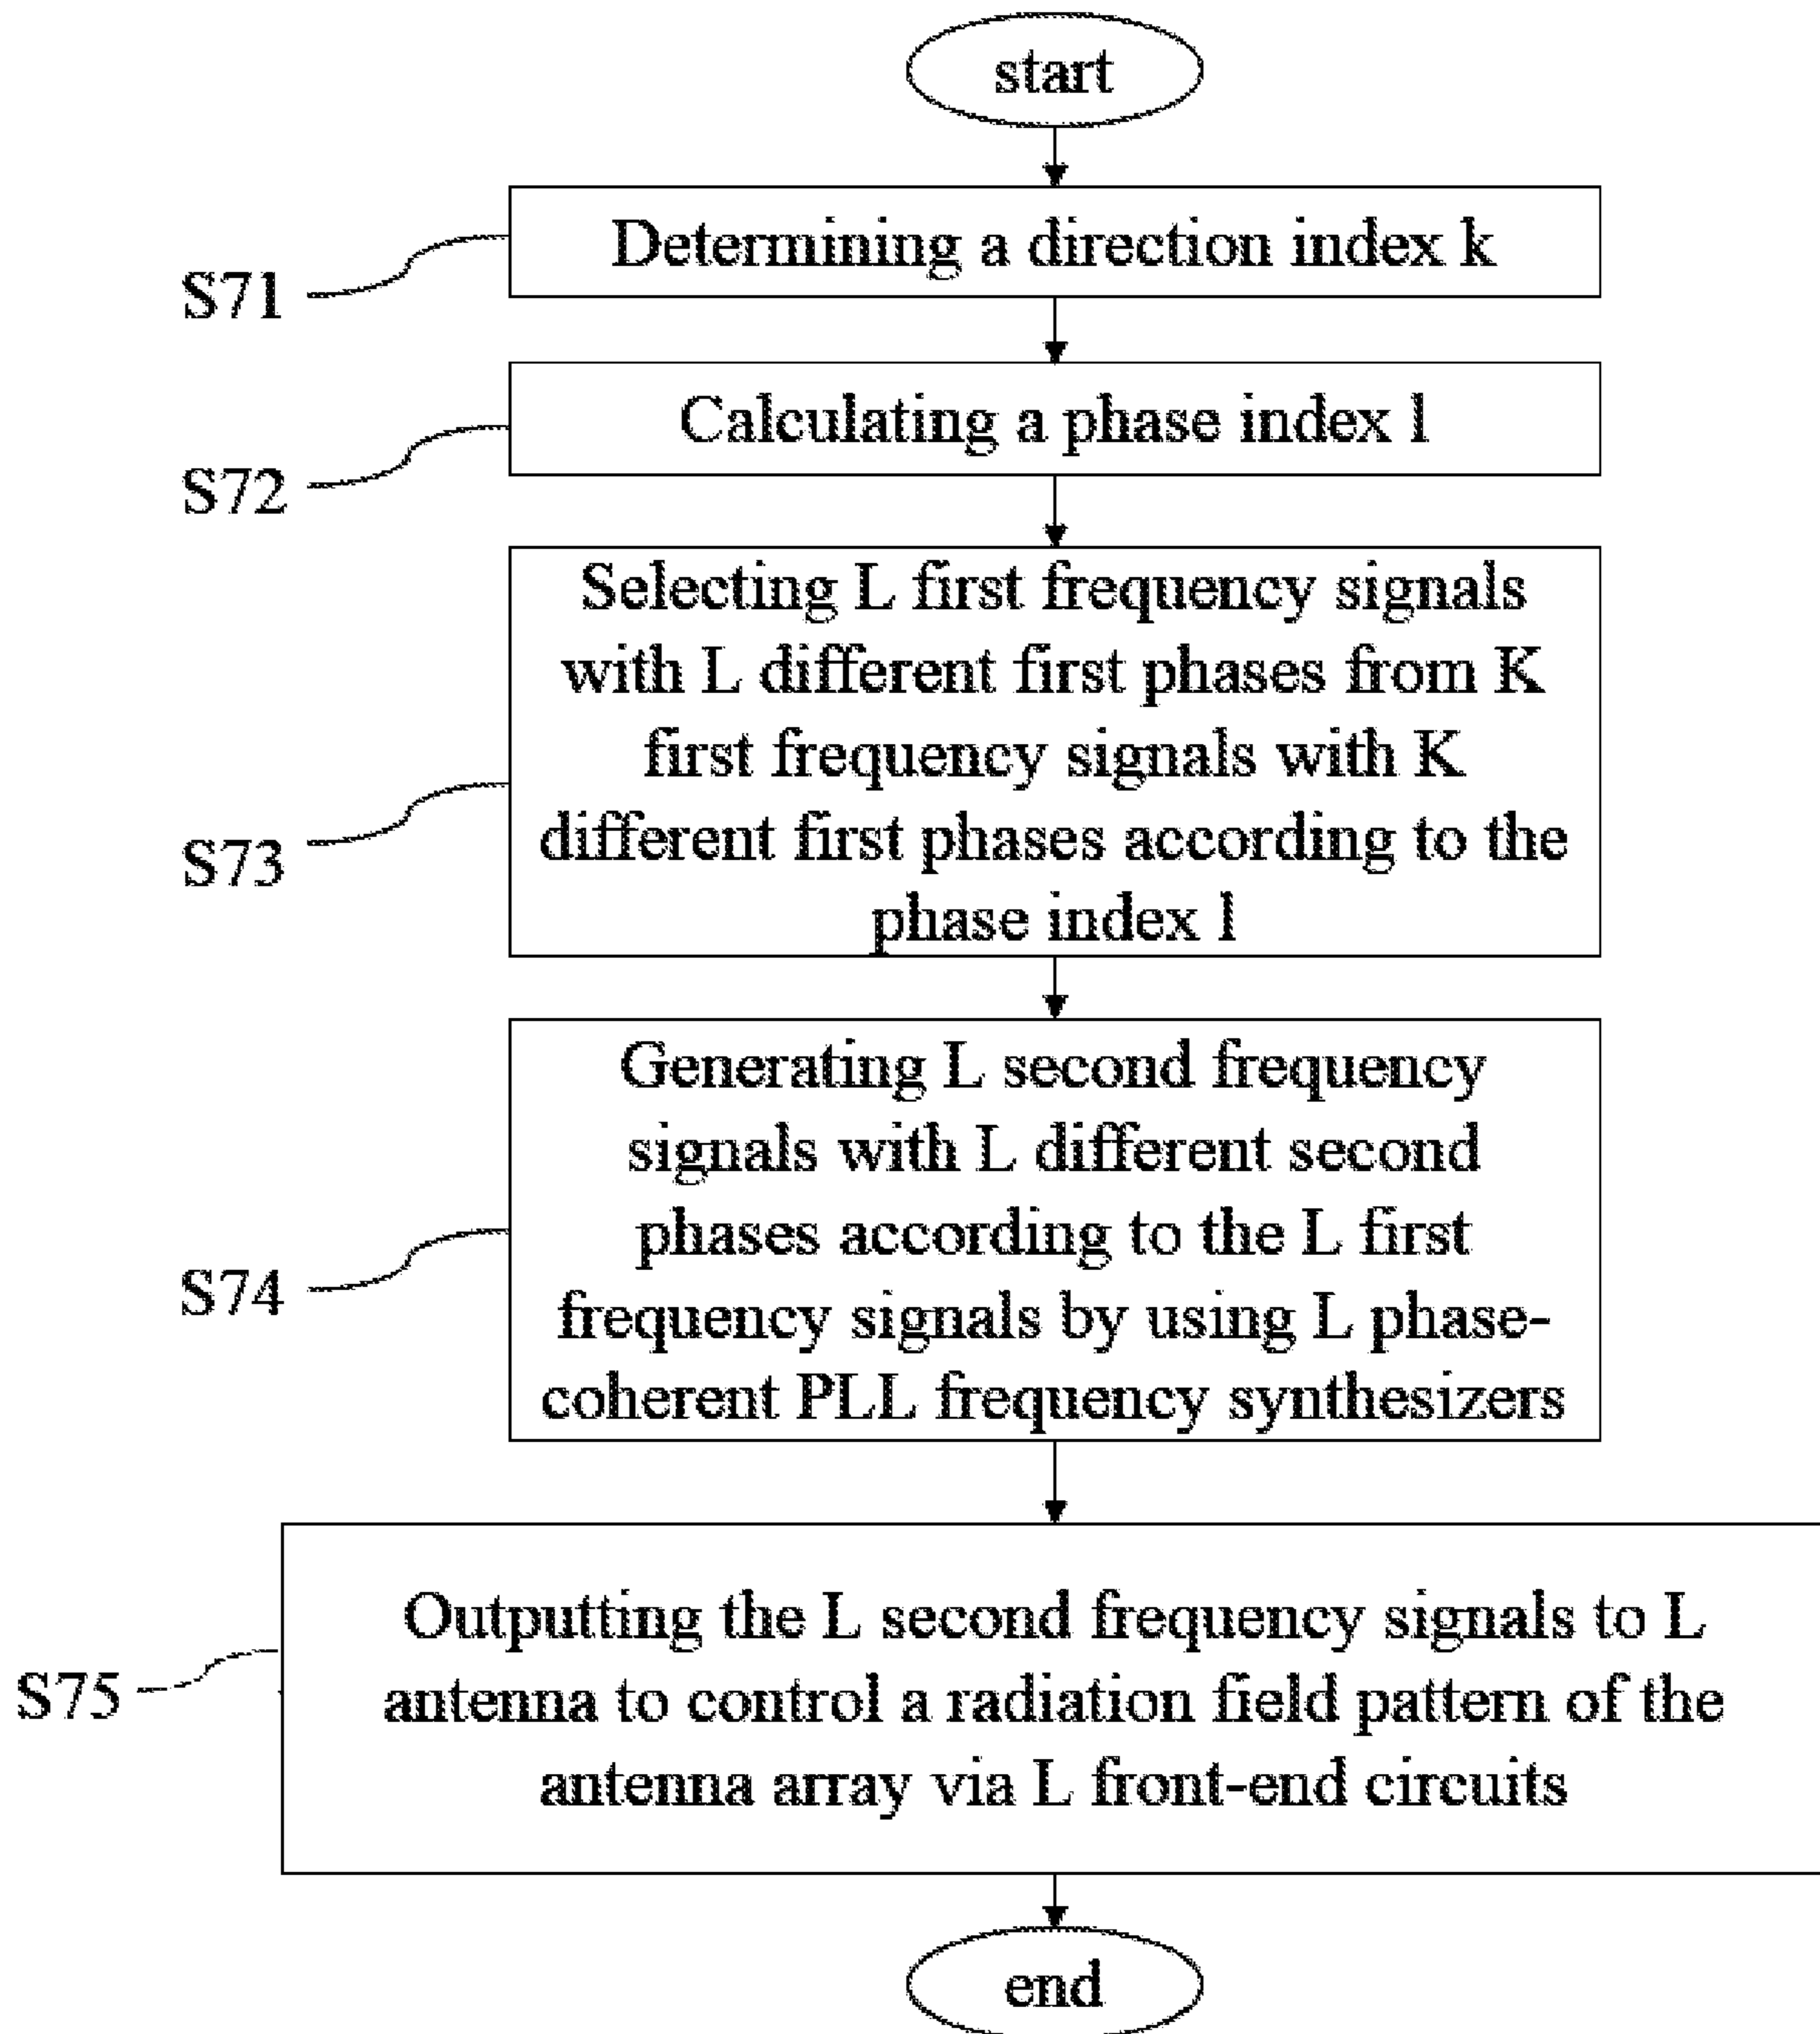 start
Determining a direction index k
S71
Calculating a phase index l
S72
Selecting L first frequency signals
with L different first phases from K
first frequency signals with K
different first phases according to the
phase index l
S73
Generating L second frequency
signals with L different second
phases according to the L first
frequency signals by using L phase-
coherent PLL frequency synthesizers
S74
Outputting the L second frequency signals to L
antenna to control a radiation field pattern of the
antenna array via L front-end circuits
S75
end